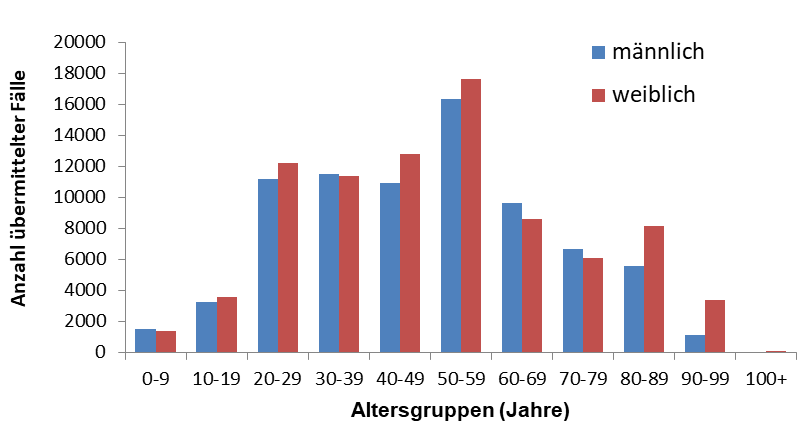 Anzahl übermittelter Fälle
20000
18000
16000
14000
12000
10000
8000
6000
4000
2000
0
männlich
weiblich
0-9 10-19 20-29 30-39 40-49 50-59 60-69 70-79 80-89 90-99 100+
Altersgruppen (Jahre)